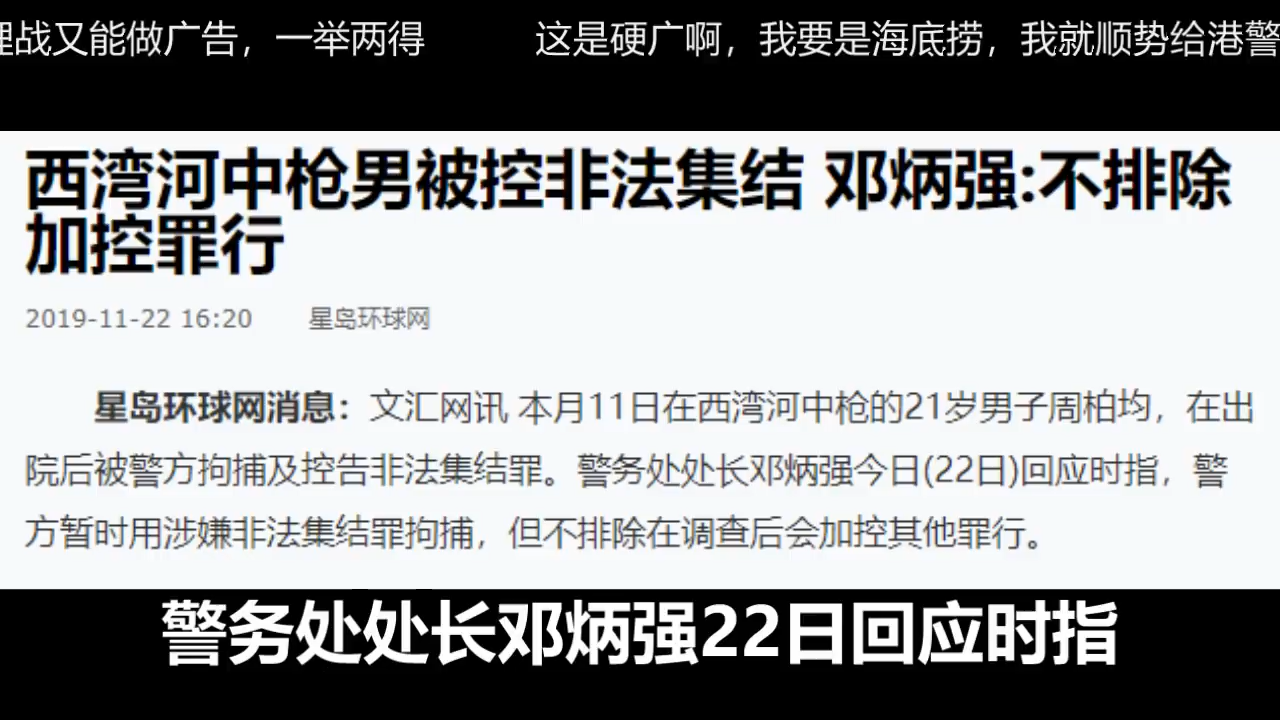 理战又能做广告，一举两得 这是硬广啊，我要是海底捞，我就顺势给港警
西湾河中枪男被控非法集结 邓炳强:不排除
加控罪行
2019-11-22 16:20 星岛环球网
星岛环球网消息：文汇网讯 本月11日在西湾河中枪的21岁男子周柏均，在出
院后被警方拘捕及控告非法集结罪。警务处处长邓炳强今日(22日)回应时指，警
方暂时用涉嫌非法集结罪拘捕，但不排除在调查后会加控其他罪行。
警务处处长邓炳强22日回应时指